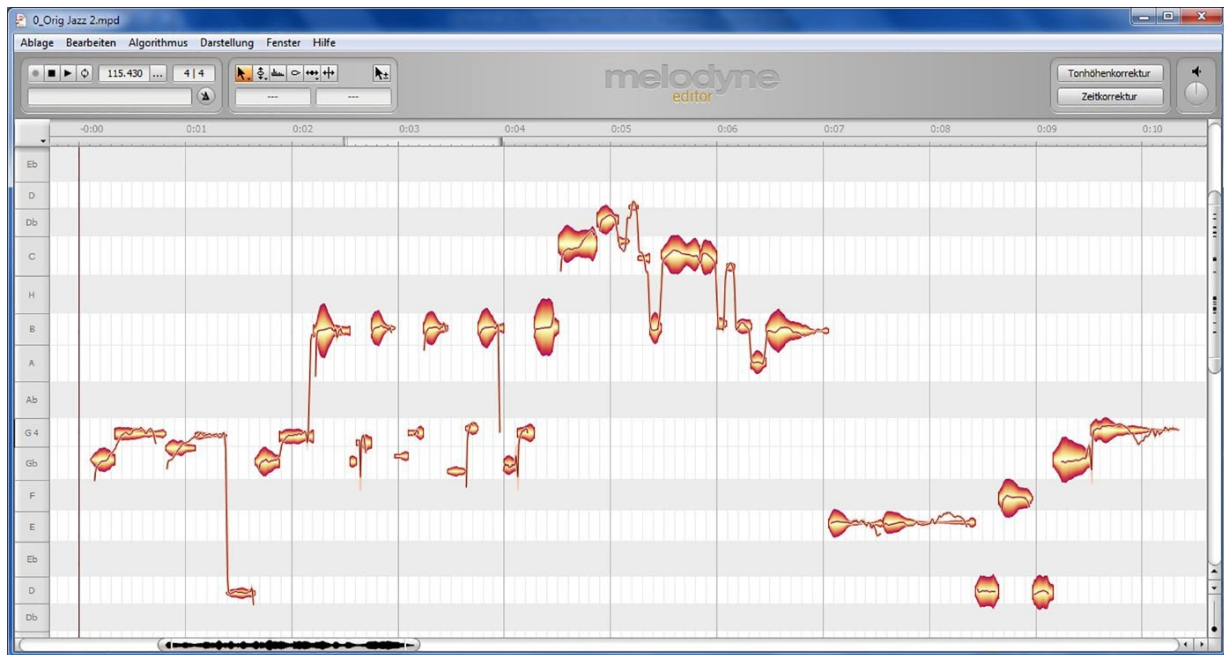 0_Orig Jazz 2.mpd
Ablage Bearbeiten Algorithmus Darstellung Fenster Hilfe
115.430 ... 4 | 4
--- ---
melodyne
editor
Tonhöhenkorrektur
Zeitkorrektur
-0:00 0:01 0:02 0:03 0:04 0:05 0:06 0:07 0:08 0:09 0:10
Eb
D
Db
C
H
B
A
Ab
G 4
Gb
F
E
Eb
D
Db